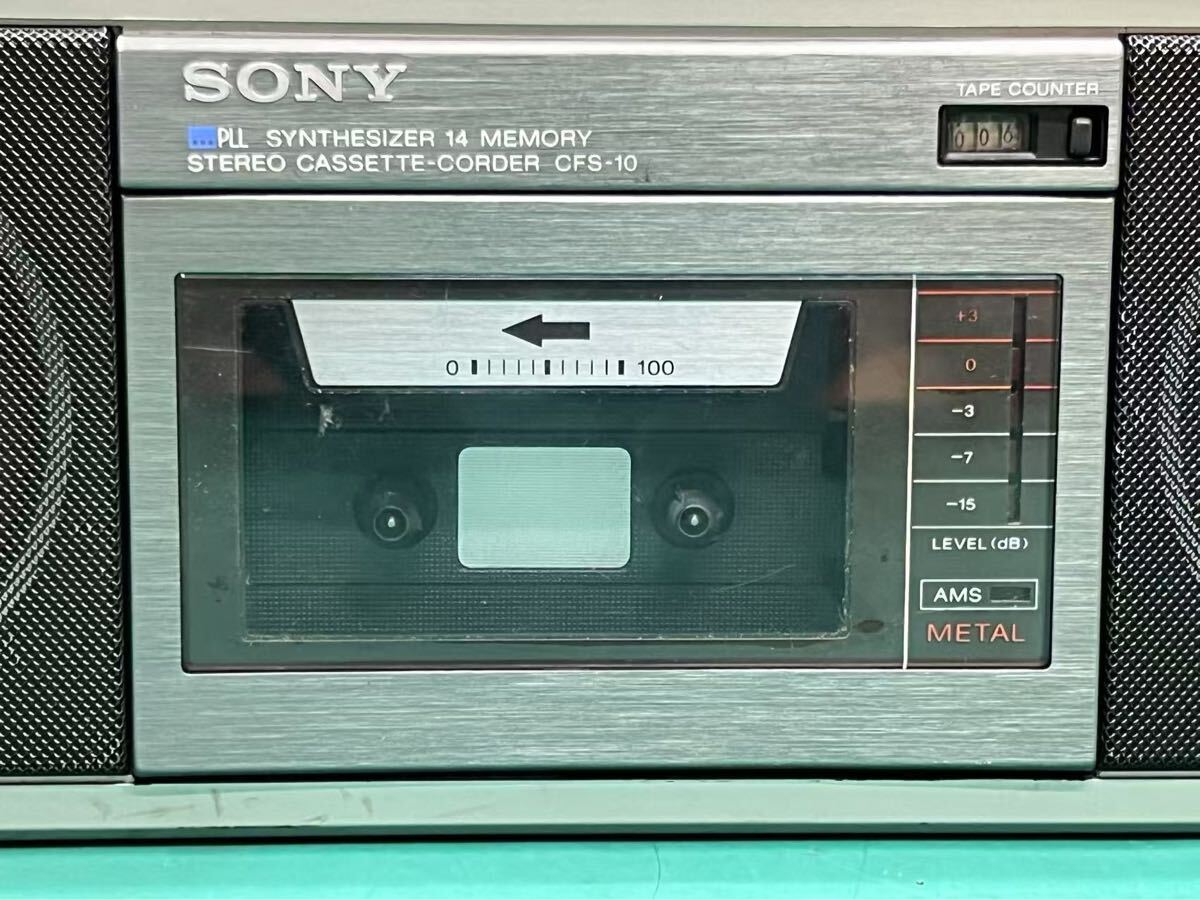 SONY
TAPE COUNTER
006
PLL SYNTHESIZER 14 MEMORY
STEREO CASSETTE-CORDER CFS-10
0 100
+3
0
-3
-7
-15
LEVEL (dB)
AMS
METAL